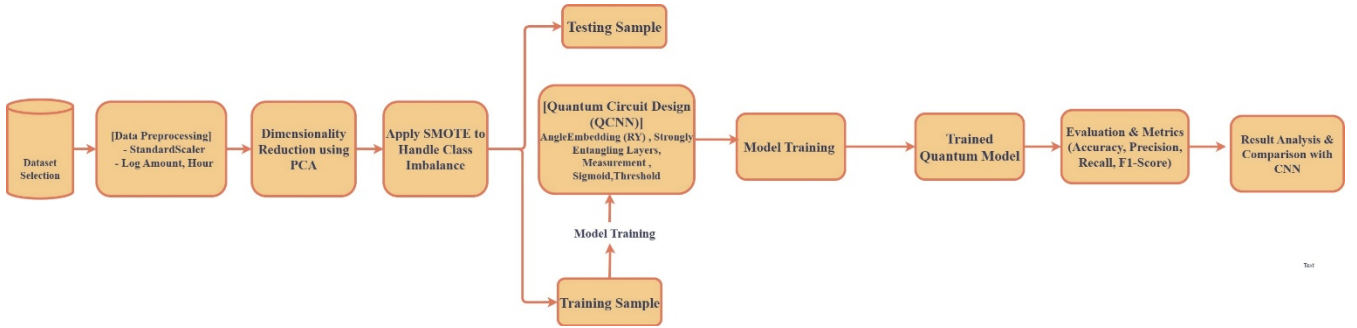 Dataset
Selection
[Data Preprocessing]
- StandardScaler
- Log Amount, Hour
Dimensionality
Reduction using
PCA
Apply SMOTE to
Handle Class
Imbalance
Testing Sample
[Quantum Circuit Design
(QCNN)]
AngleEmbedding (RY) , Strongly
Entangling Layers,
Measurement ,
Sigmoid,Threshold
Model Training
Training Sample
Model Training
Trained
Quantum Model
Evaluation & Metrics
(Accuracy, Precision,
Recall, F1-Score)
Result Analysis &
Comparison with
CNN
Text